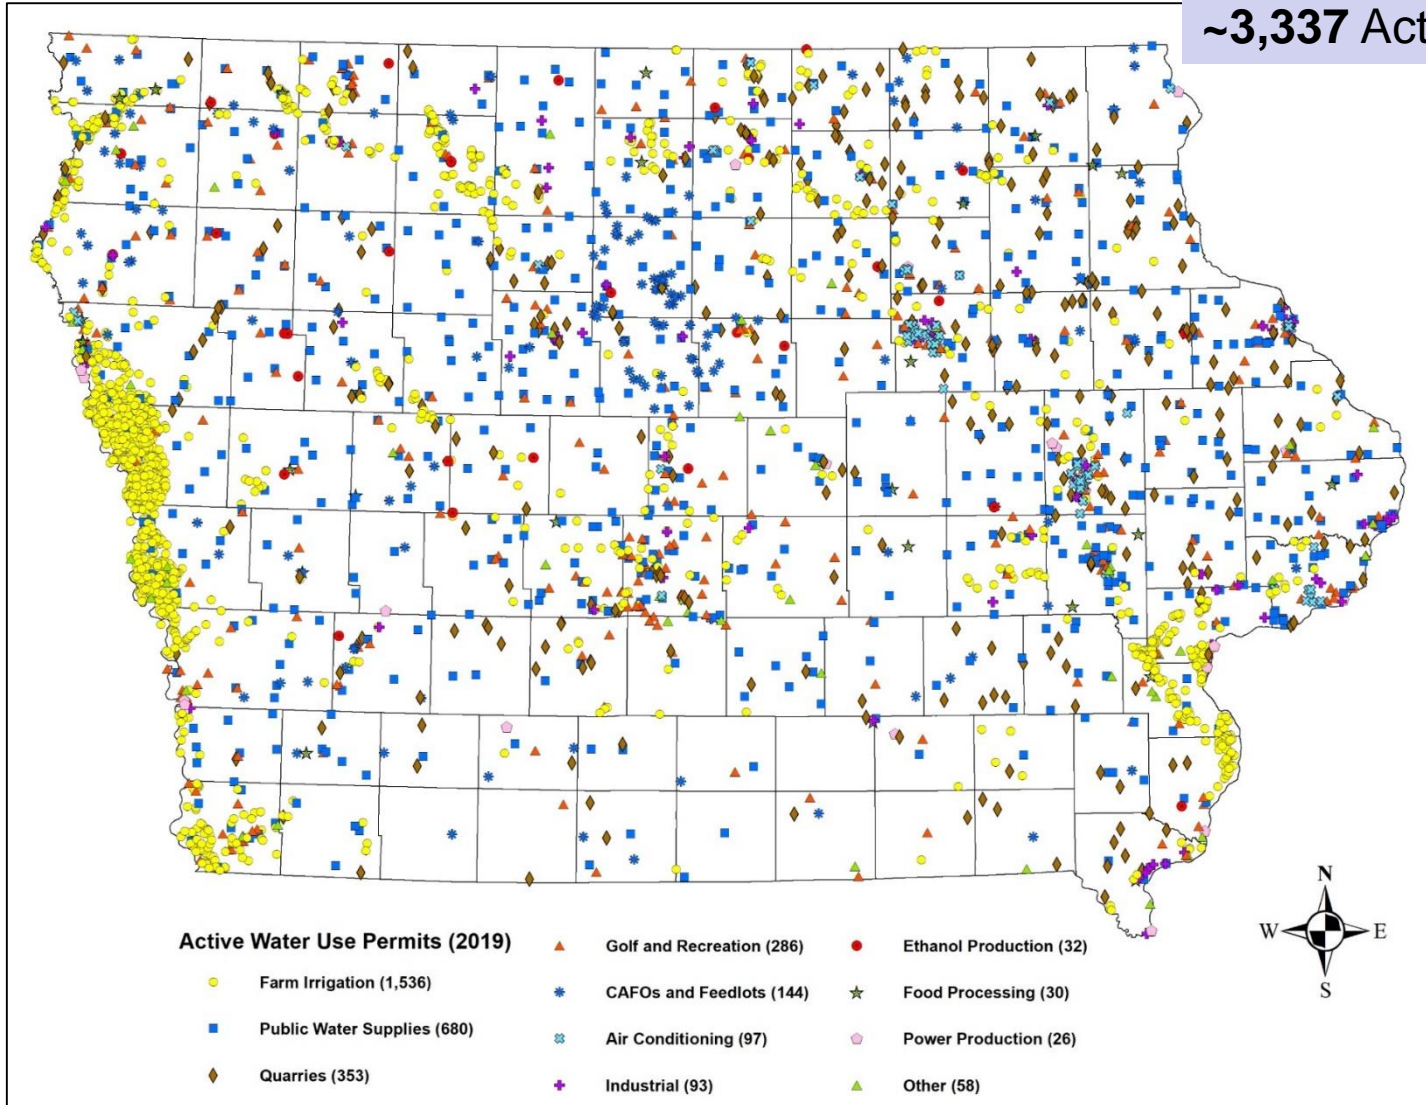 ~3,337 Act
N
W E
S
Active Water Use Permits (2019)
Farm Irrigation (1,536)
Public Water Supplies (680)
Quarries (353)
Golf and Recreation (286)
CAFOs and Feedlots (144)
Air Conditioning (97)
Industrial (93)
Ethanol Production (32)
Food Processing (30)
Power Production (26)
Other (58)